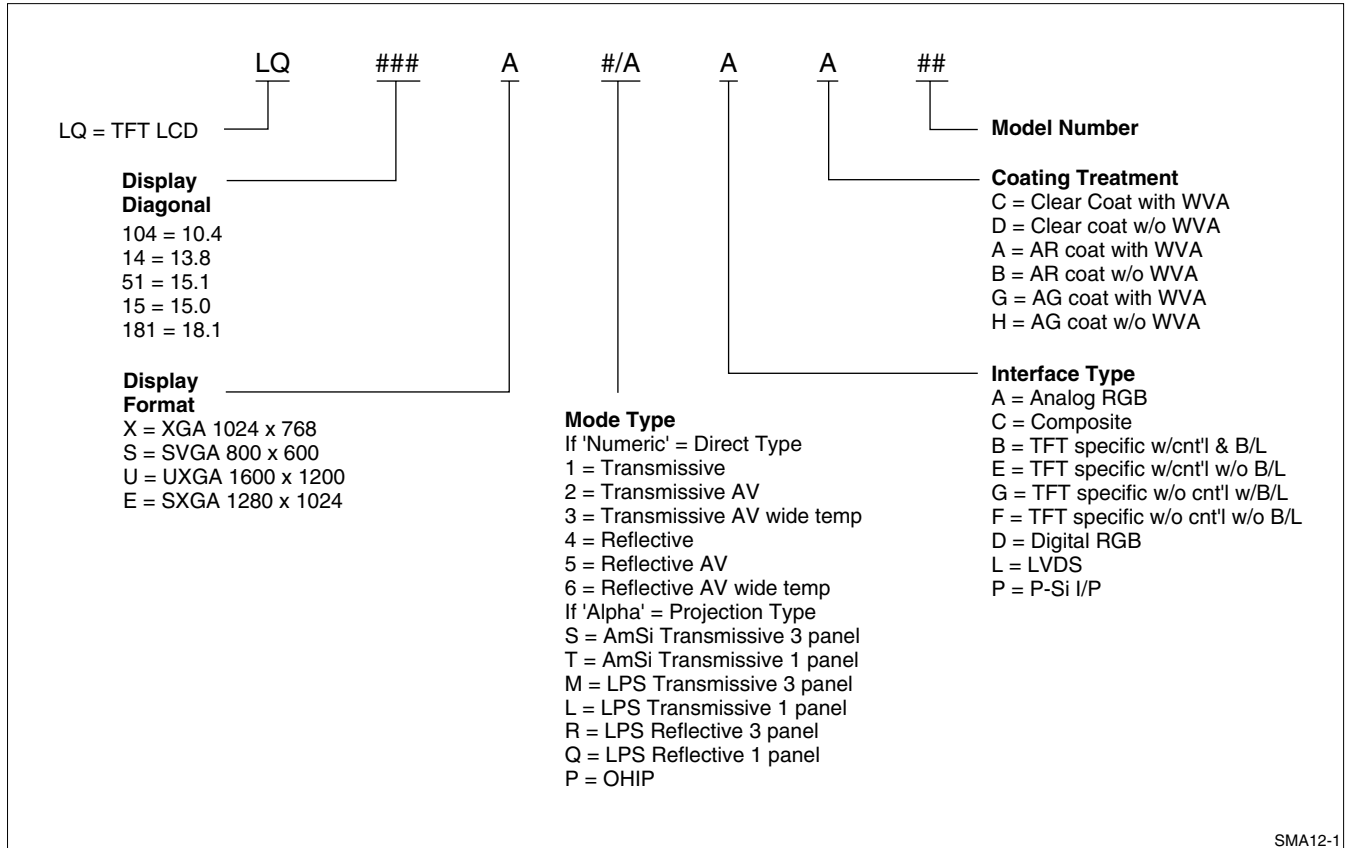 LQ ### A #/A A A ##
LQ = TFT LCD
Display
Diagonal
104 = 10.4
14 = 13.8
51 = 15.1
15 = 15.0
181 = 18.1
Display
Format
X = XGA 1024 x 768
S = SVGA 800 x 600
U = UXGA 1600 x 1200
E = SXGA 1280 x 1024
Mode Type
If 'Numeric' = Direct Type
1 = Transmissive
2 = Transmissive AV
3 = Transmissive AV wide temp
4 = Reflective
5 = Reflective AV
6 = Reflective AV wide temp
If 'Alpha' = Projection Type
S = AmSi Transmissive 3 panel
T = AmSi Transmissive 1 panel
M = LPS Transmissive 3 panel
L = LPS Transmissive 1 panel
R = LPS Reflective 3 panel
Q = LPS Reflective 1 panel
P = OHIP
Model Number
Coating Treatment
C = Clear Coat with WVA
D = Clear coat w/o WVA
A = AR coat with WVA
B = AR coat w/o WVA
G = AG coat with WVA
H = AG coat w/o WVA
Interface Type
A = Analog RGB
C = Composite
B = TFT specific w/cnt'l & B/L
E = TFT specific w/cnt'l w/o B/L
G = TFT specific w/o cnt'l w/B/L
F = TFT specific w/o cnt'l w/o B/L
D = Digital RGB
L = LVDS
P = P-Si I/P
SMA12-1